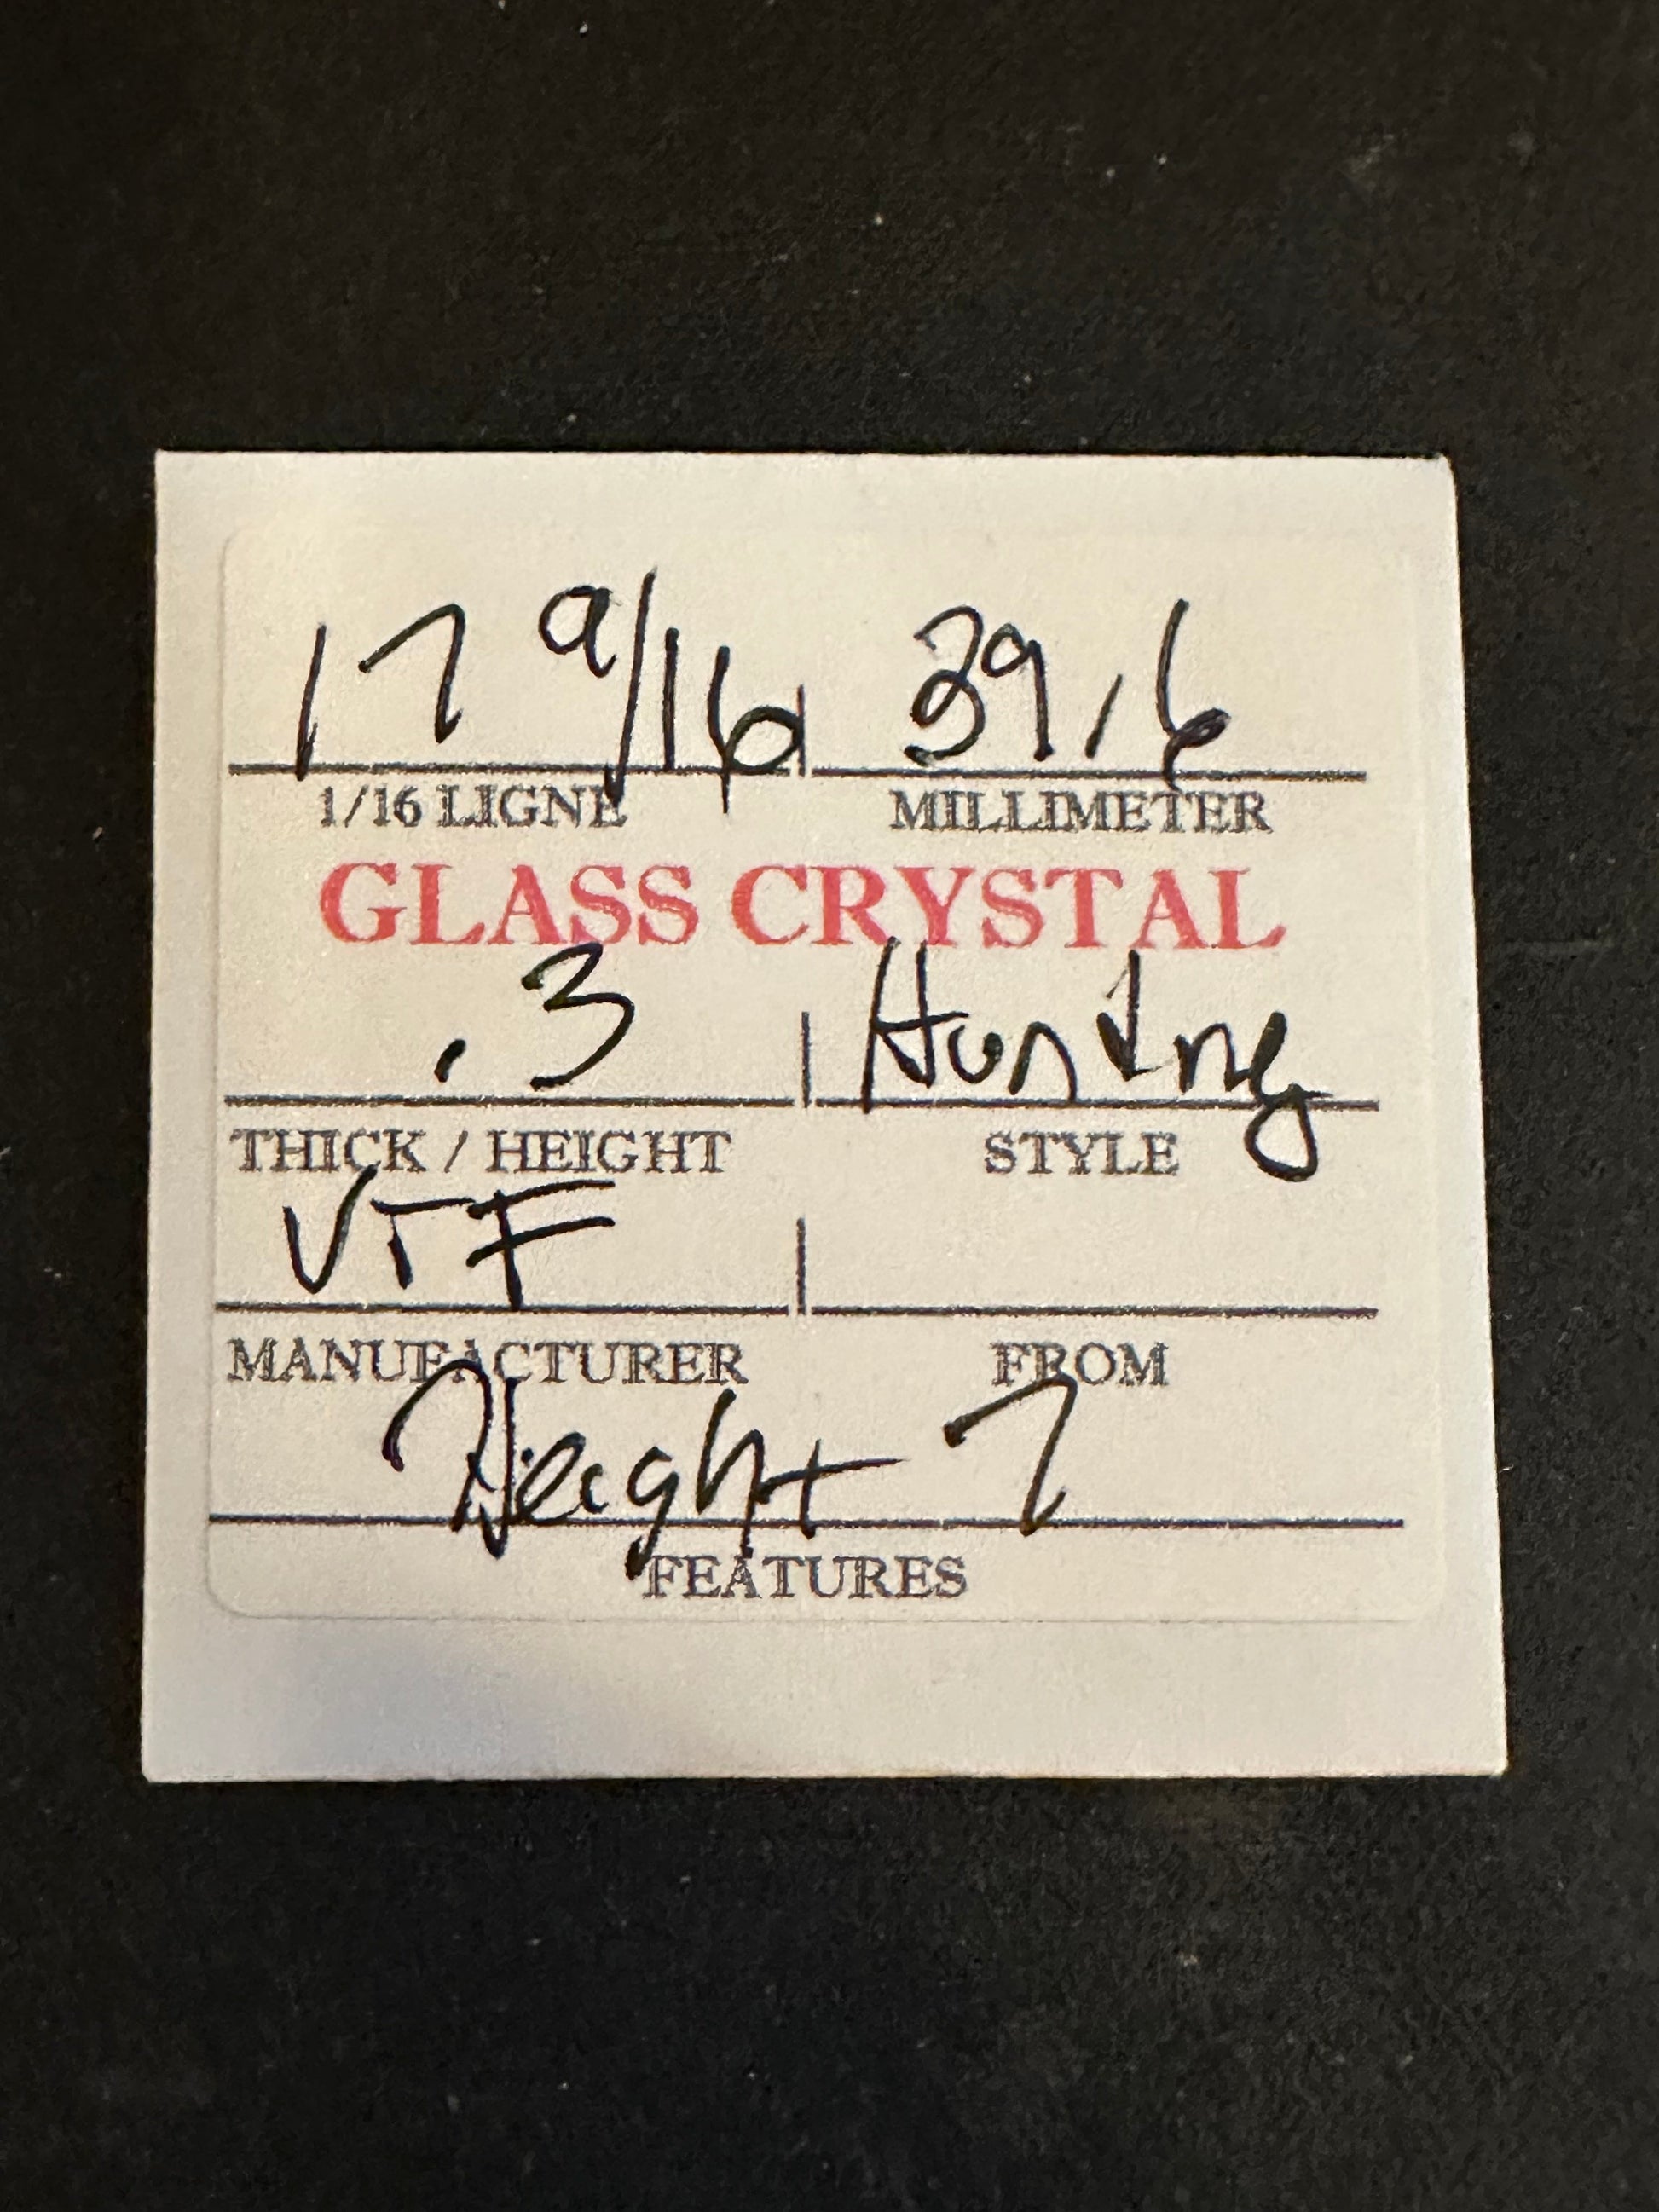 17 9/16 39.6
1/16 LIGNE MILLIMETER
GLASS CRYSTAL
.3 Hunting
THICK / HEIGHT STYLE
VTF
MANUFACTURER FROM
Height 7
FEATURES